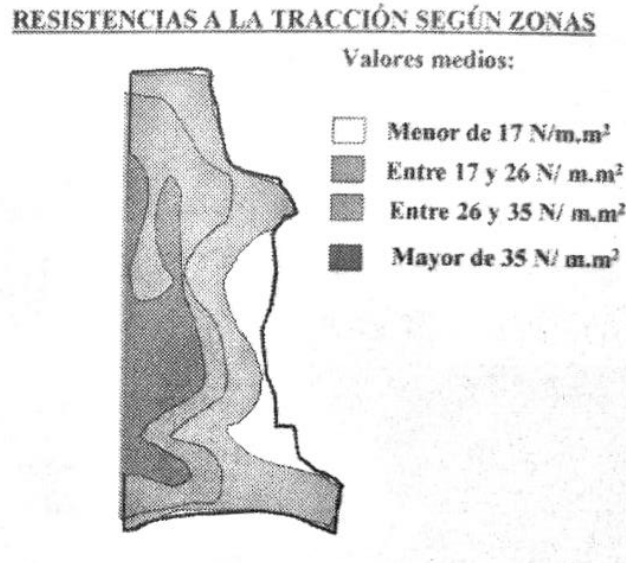 RESISTENCIAS A LA TRACCIÓN SEGÚN ZONAS
Valores medios:
Menor de 17 N/m.m²
Entre 17 y 26 N/ m.m²
Entre 26 y 35 N/ m.m²
Mayor de 35 N/ m.m²